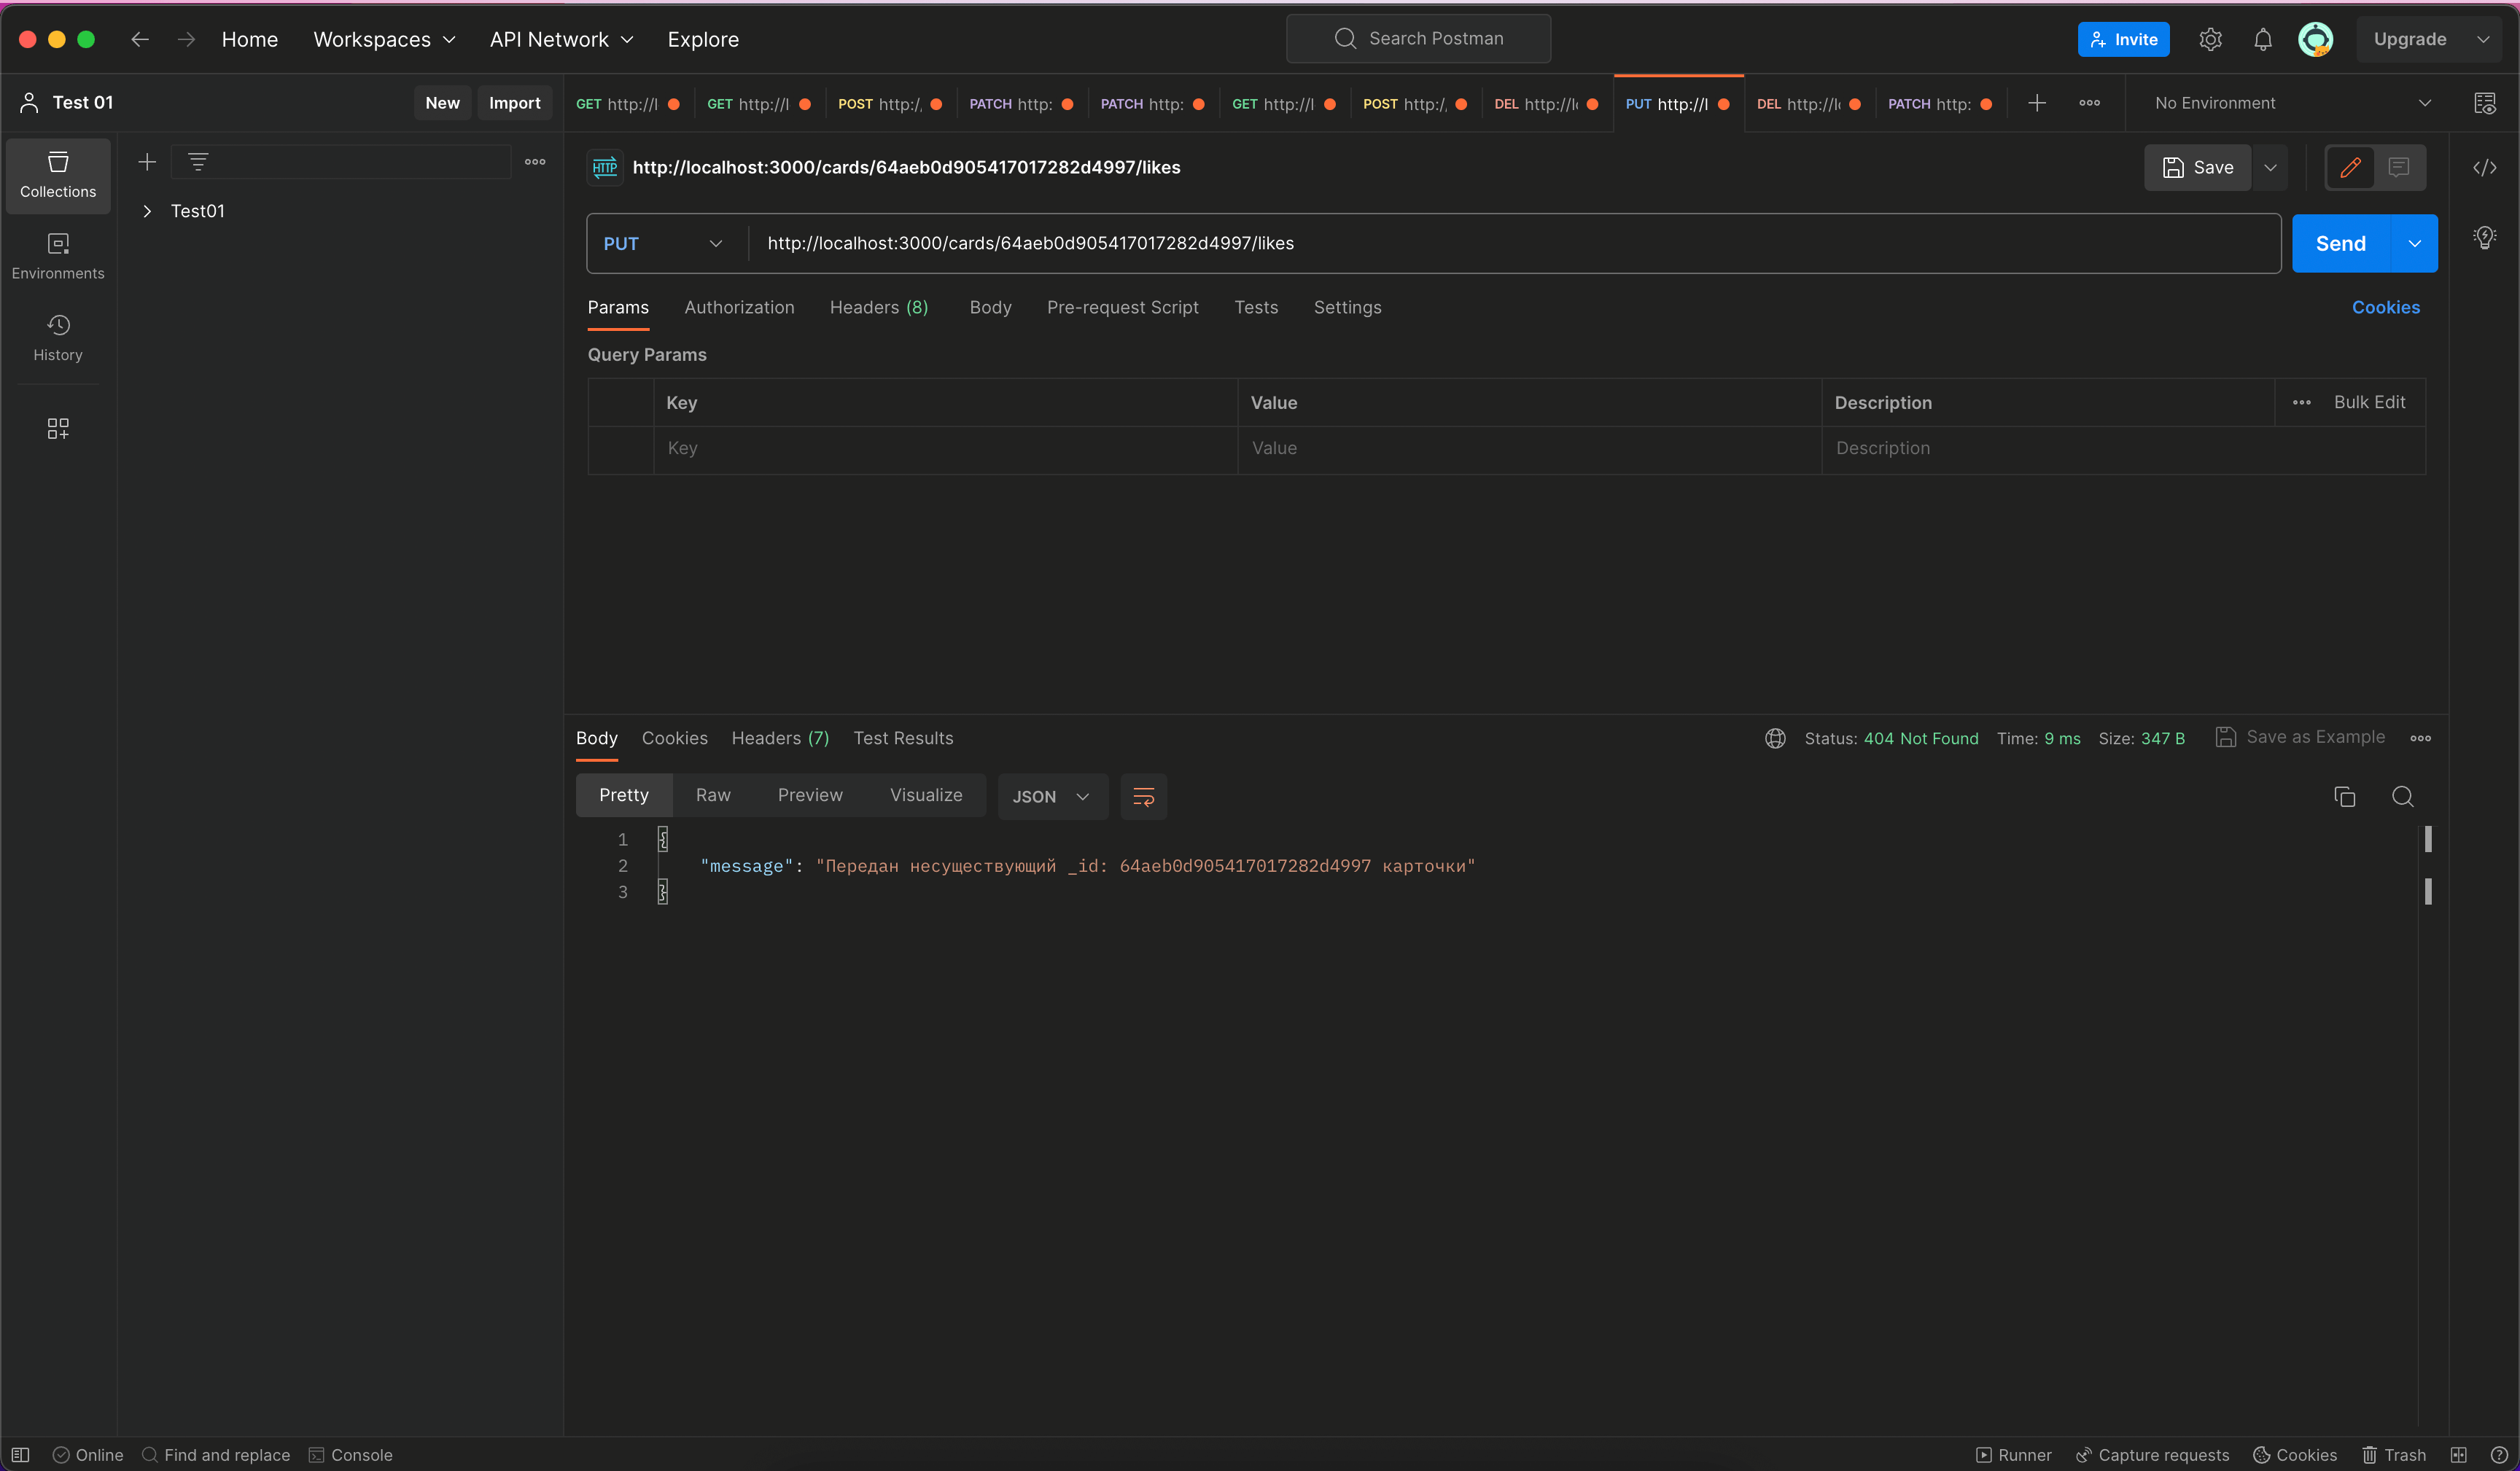 Home Workspaces API Network Explore Search Postman Invite Upgrade
Test 01 New Import GET http://l GET http://l POST http:/, PATCH http: PATCH http: GET http://l POST http:/, DEL http://l PUT http://l DEL http://l PATCH http: No Environment
HTTP http://localhost:3000/cards/64aeb0d905417017282d4997/likes Save
Collections
Test01
PUT http://localhost:3000/cards/64aeb0d905417017282d4997/likes Send
Environments
Params Authorization Headers (8) Body Pre-request Script Tests Settings Cookies
History
Query Params
Key Value Description Bulk Edit
Key Value Description
Body Cookies Headers (7) Test Results Status: 404 Not Found Time: 9 ms Size: 347 B Save as Example
Pretty Raw Preview Visualize JSON
1 {
2 "message": "Передан несуществующий _id: 64aeb0d905417017282d4997 карточки"
3 }
Online Find and replace Console Runner Capture requests Cookies Trash